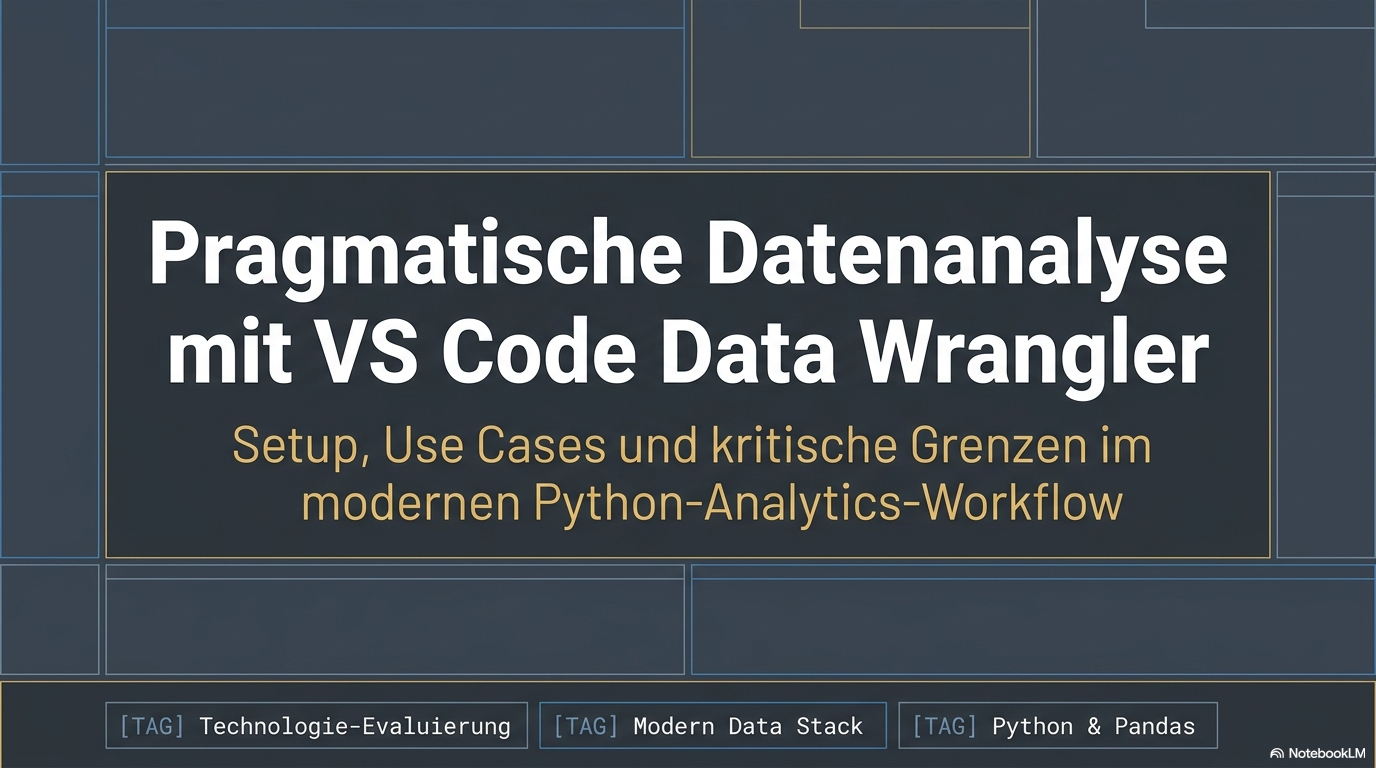 Pragmatische Datenanalyse
mit VS Code Data Wrangler
Setup, Use Cases und kritische Grenzen im
modernen Python-Analytics-Workflow
[TAG] Technologie-Evaluierung
[TAG] Modern Data Stack
[TAG] Python & Pandas
NotebookLM